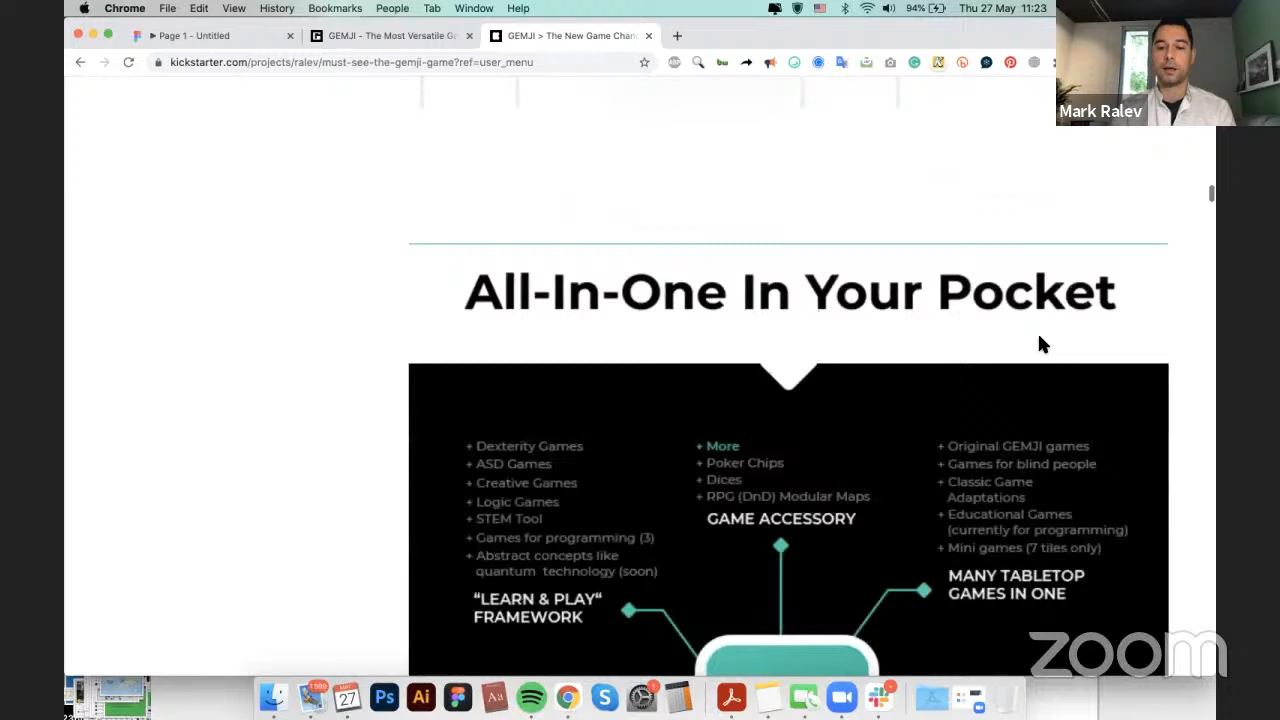 Chrome File Edit View History Bookmarks People Tab Window Help
94% Thu 27 May 11:23
Page 1 - Untitled
GEMJI - The Most Versatile Ga
GEMJI > The New Game Chan
kickstarter.com/projects/ralev/must-see-the-gemji-game?ref=user_menu
Mark Ralev
All-In-One In Your Pocket
+ Dexterity Games
+ ASD Games
+ Creative Games
+ Logic Games
+ STEM Tool
+ Games for programming (3)
+ Abstract concepts like
quantum technology (soon)
"LEARN & PLAY"
FRAMEWORK
+ More
+ Poker Chips
+ Dices
+ RPG (DnD) Modular Maps
GAME ACCESSORY
+ Original GEMJI games
+ Games for blind people
+ Classic Game
Adaptations
+ Educational Games
(currently for programming)
+ Mini games (7 tiles only)
MANY TABLETOP
GAMES IN ONE
zoom
27
Ps
Ai
Aa